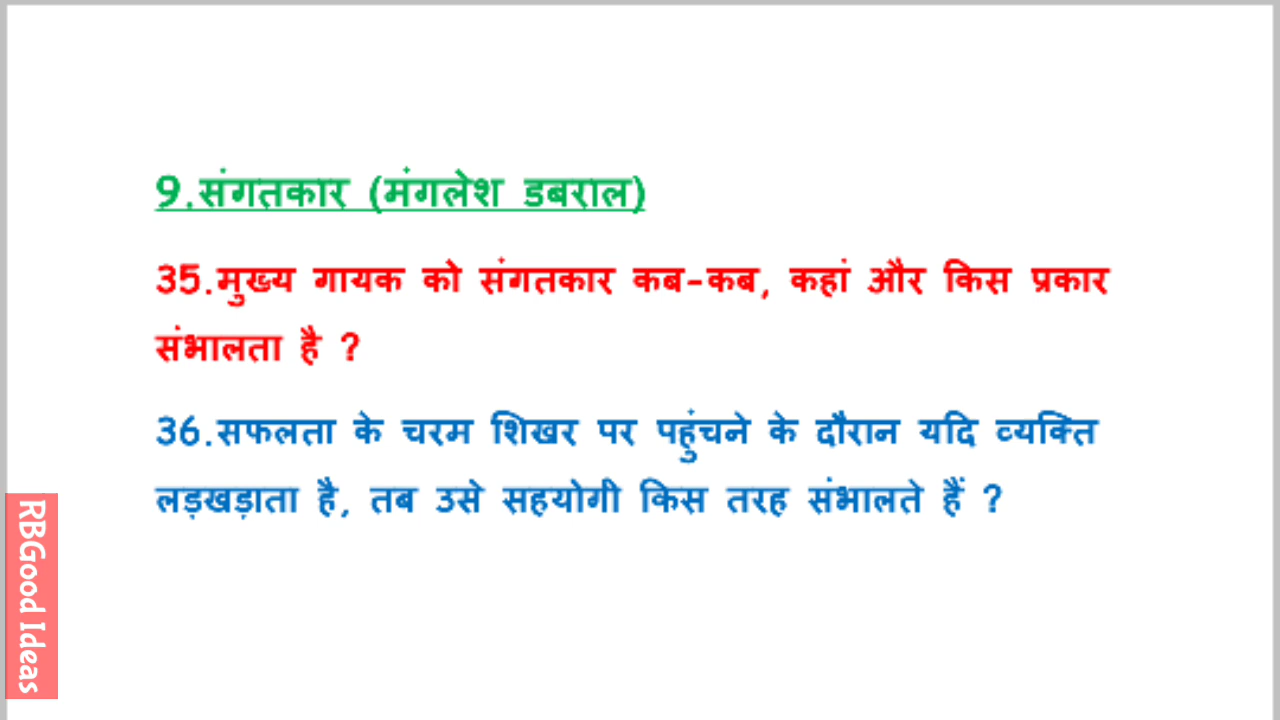 9.संगतकार (मंगलेश डबराल)
35.मुख्य गायक को संगतकार कब-कब, कहां और किस प्रकार
संभालता है ?
36.सफलता के चरम शिखर पर पहुंचने के दौरान यदि व्यक्ति
लड़खड़ाता है, तब उसे सहयोगी किस तरह संभालते हैं ?
RBGood Ideas